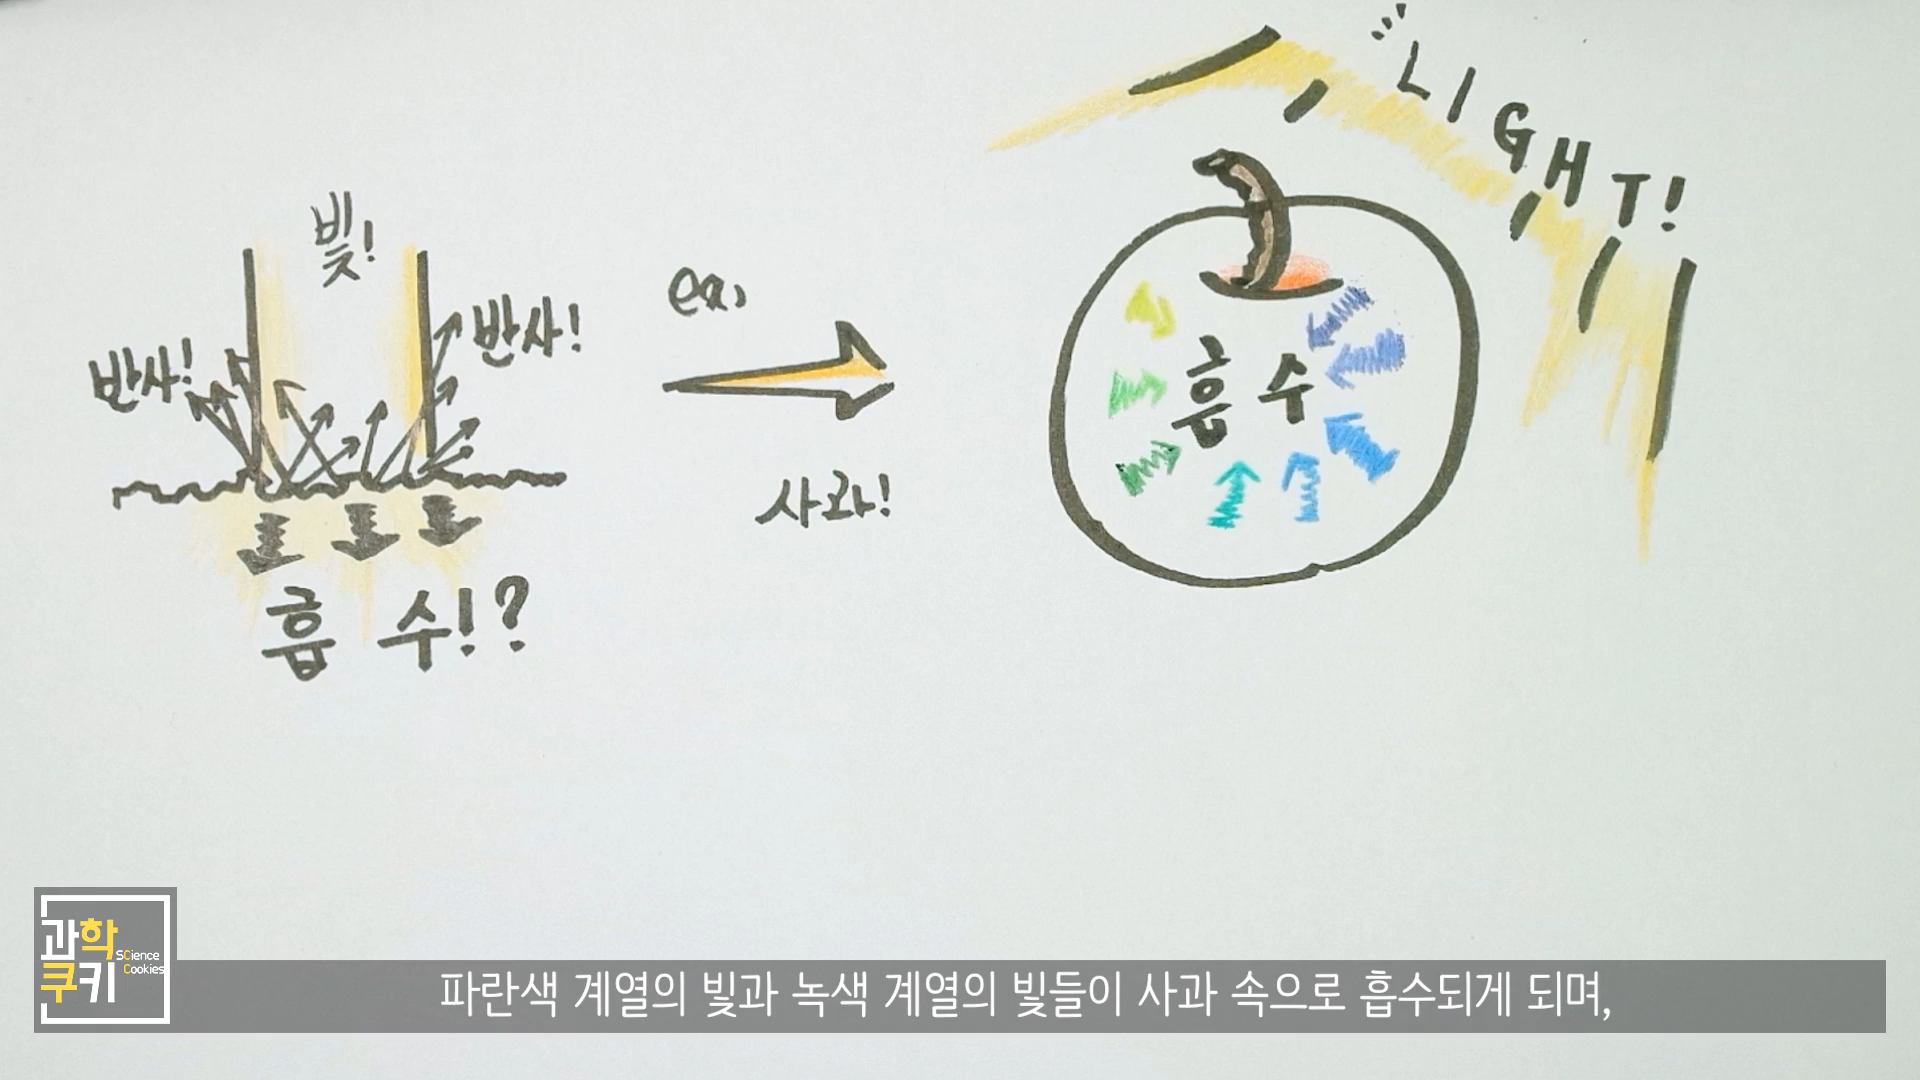 빛!
반사!
반사!
흡수!?
ex,
사과!
LIGHT!
흡수
과학
쿠키
SCience
Cookies
파란색 계열의 빛과 녹색 계열의 빛들이 사과 속으로 흡수되게 되며,